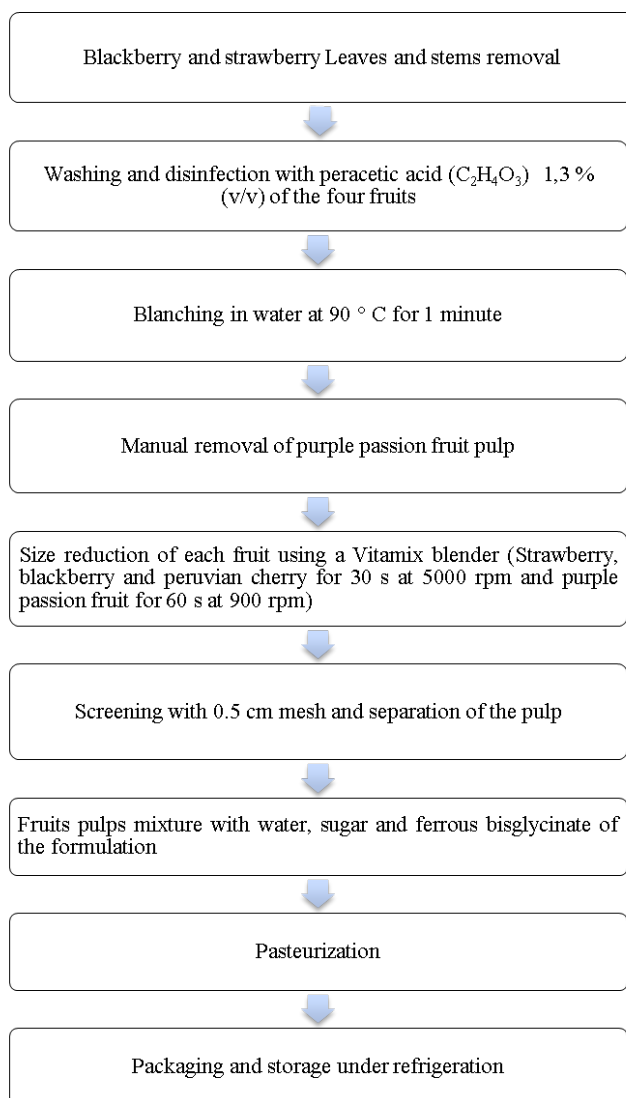 Blackberry and strawberry Leaves and stems removal
Washing and disinfection with peracetic acid (C₂H₄O₃) 1,3 %
(v/v) of the four fruits
Blanching in water at 90 ° C for 1 minute
Manual removal of purple passion fruit pulp
Size reduction of each fruit using a Vitamix blender (Strawberry,
blackberry and peruvian cherry for 30 s at 5000 rpm and purple
passion fruit for 60 s at 900 rpm)
Screening with 0.5 cm mesh and separation of the pulp
Fruits pulps mixture with water, sugar and ferrous bisglycinate of
the formulation
Pasteurization
Packaging and storage under refrigeration